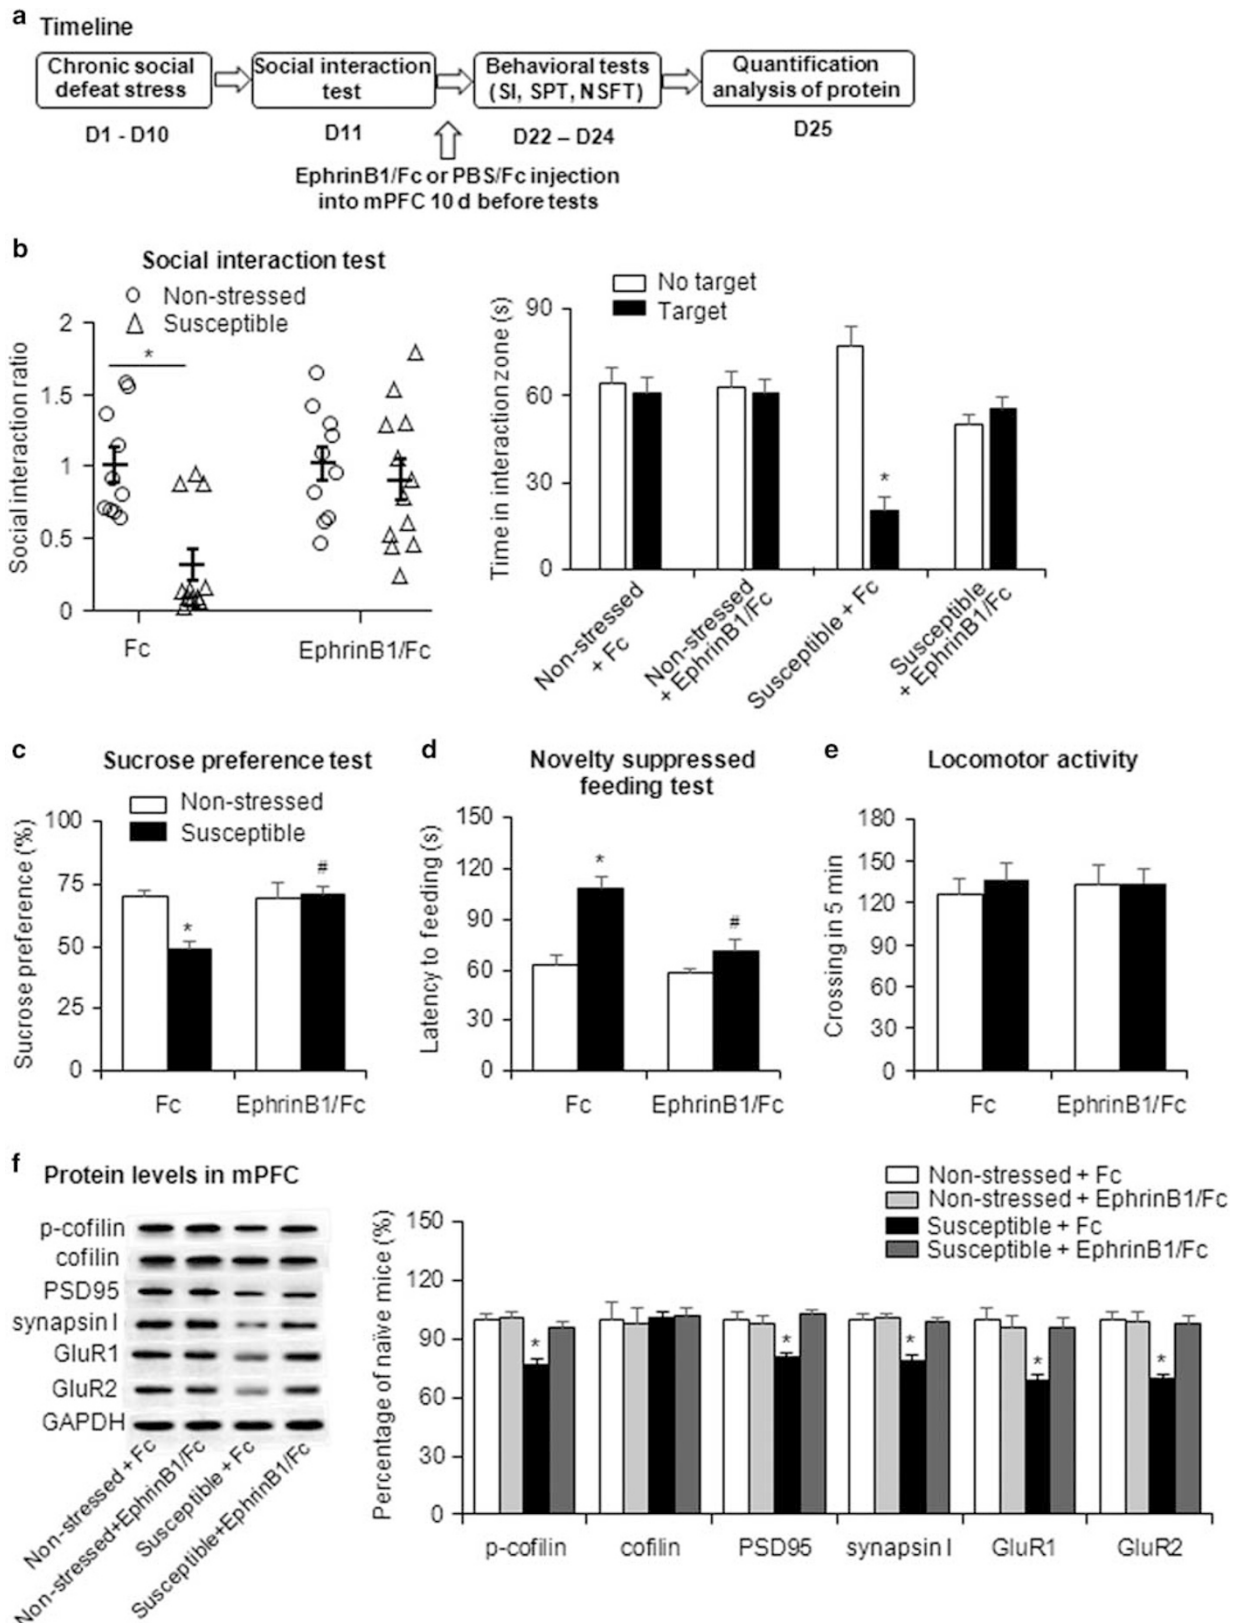 a Timeline
Chronic social
defeat stress
D1 - D10
Social interaction
test
D11
Behavioral tests
(SI, SPT, NSFT)
D22 – D24
Quantification
analysis of protein
D25
EphrinB1/Fc or PBS/Fc injection
into mPFC 10 d before tests
b
Social interaction test
Non-stressed
Susceptible
Social interaction ratio
2
1.5
1
0.5
0
*
Fc
EphrinB1/Fc
No target
Target
Time in interaction zone (s)
90
60
30
0
*
Non-stressed
+ Fc
Non-stressed
+ EphrinB1/Fc
Susceptible + Fc
Susceptible
+ EphrinB1/Fc
c
Sucrose preference test
Non-stressed
Susceptible
Sucrose preference (%)
100
75
50
25
0
*
#
Fc
EphrinB1/Fc
d
Novelty suppressed
feeding test
Latency to feeding (s)
150
120
90
60
30
0
*
#
Fc
EphrinB1/Fc
e
Locomotor activity
Crossing in 5 min
180
150
120
90
60
30
0
Fc
EphrinB1/Fc
f
Protein levels in mPFC
p-cofilin
cofilin
PSD95
synapsin I
GluR1
GluR2
GAPDH
Non-stressed + Fc
Non-stressed+EphrinB1/Fc
Susceptible + Fc
Susceptible+EphrinB1/Fc
Non-stressed + Fc
Non-stressed + EphrinB1/Fc
Susceptible + Fc
Susceptible + EphrinB1/Fc
Percentage of naïve mice (%)
150
120
90
60
30
0
*
*
*
*
*
p-cofilin
cofilin
PSD95
synapsin I
GluR1
GluR2